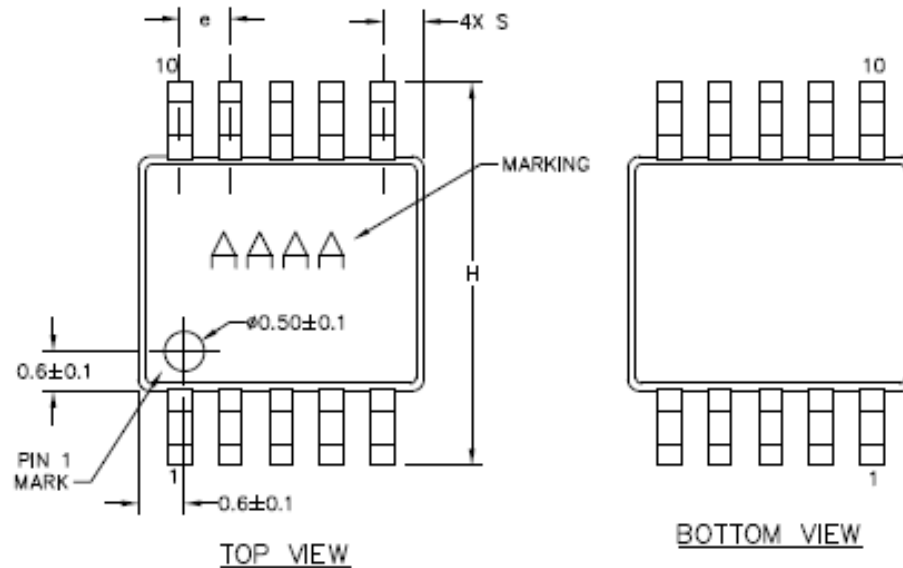 e
4X S
10
10
MARKING
AAAA
H
ø0.50±0.1
0.6±0.1
PIN 1
MARK
1
1
0.6±0.1
TOP VIEW
BOTTOM VIEW